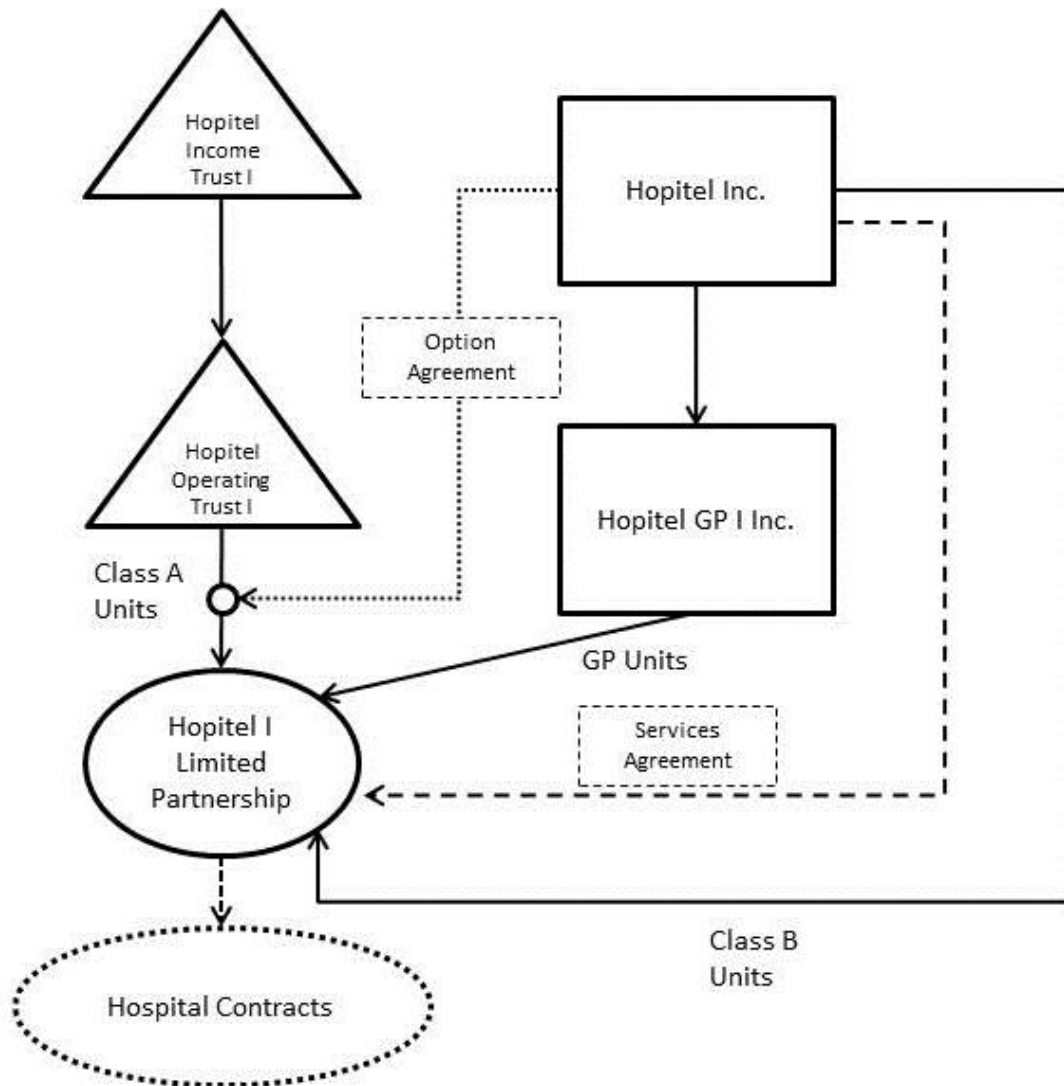 Hopitel
Income
Trust I
Hopitel Inc.
Option
Agreement
Hopitel
Operating
Trust I
Hopitel GP I Inc.
Class A
Units
GP Units
Hopitel I
Limited
Partnership
Services
Agreement
Class B
Units
Hospital Contracts